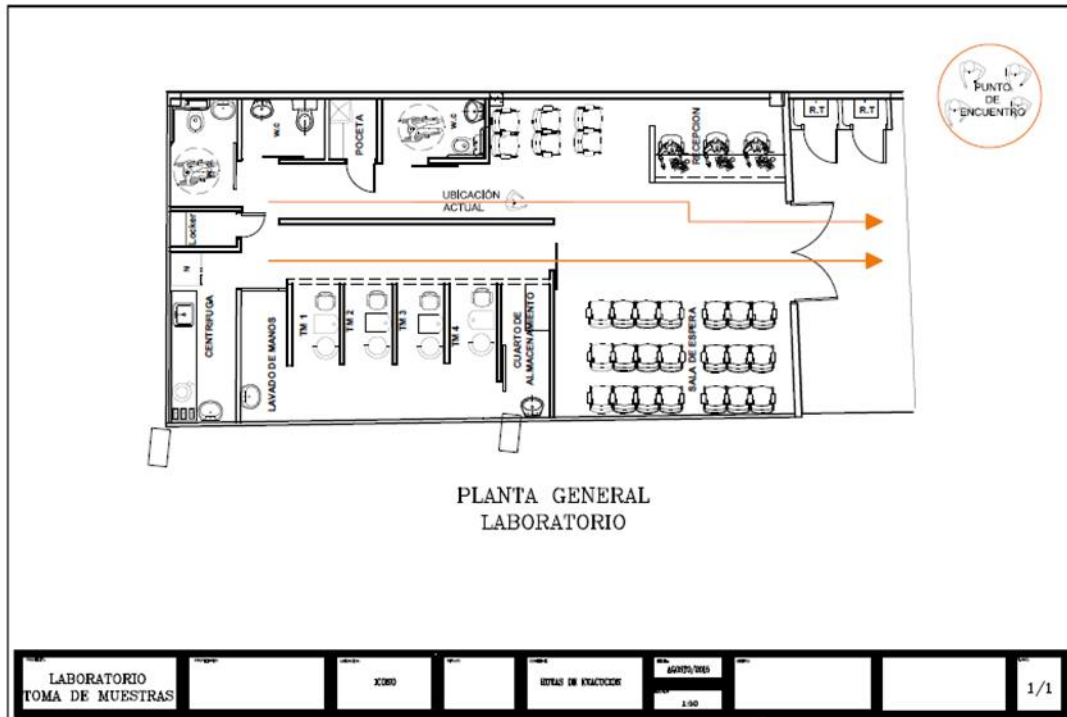 PUNTO
DE
ENCUENTRO
R.T
R.T
W.C
POCETA
W.C
RECEPCION
UBICACIÓN
ACTUAL
Locker
N
CENTRIFUGA
LAVADO DE MANOS
TM 1
TM 2
TM 3
TM 4
CUARTO DE
ALMACENAMIENTO
SALA DE ESPERA
PLANTA GENERAL
LABORATORIO
LABORATORIO
TOMA DE MUESTRAS
RUTAS DE
1:50
1/1